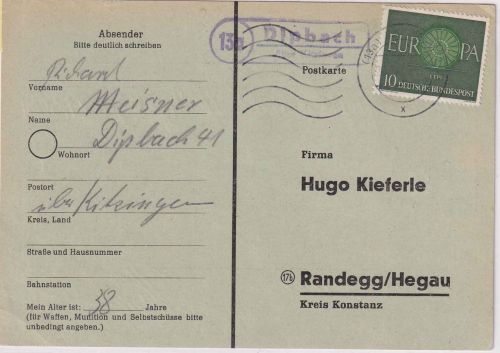 Absender
Bitte deutlich schreiben
Richard
Vorname
Meisner
Name
Dipbach 41
Wohnort
Postort
über Kitzingen
Kreis, Land
Straße und Hausnummer
Bahnstation
Mein Alter ist: 38 Jahre
(für Waffen, Munition und Selbstschüsse bitte
unbedingt angeben.)
13a Dipbach
Postkarte
EUROPA
10 DEUTSCHE BUNDESPOST
Firma
Hugo Kieferle
17b Randegg/Hegau
Kreis Konstanz